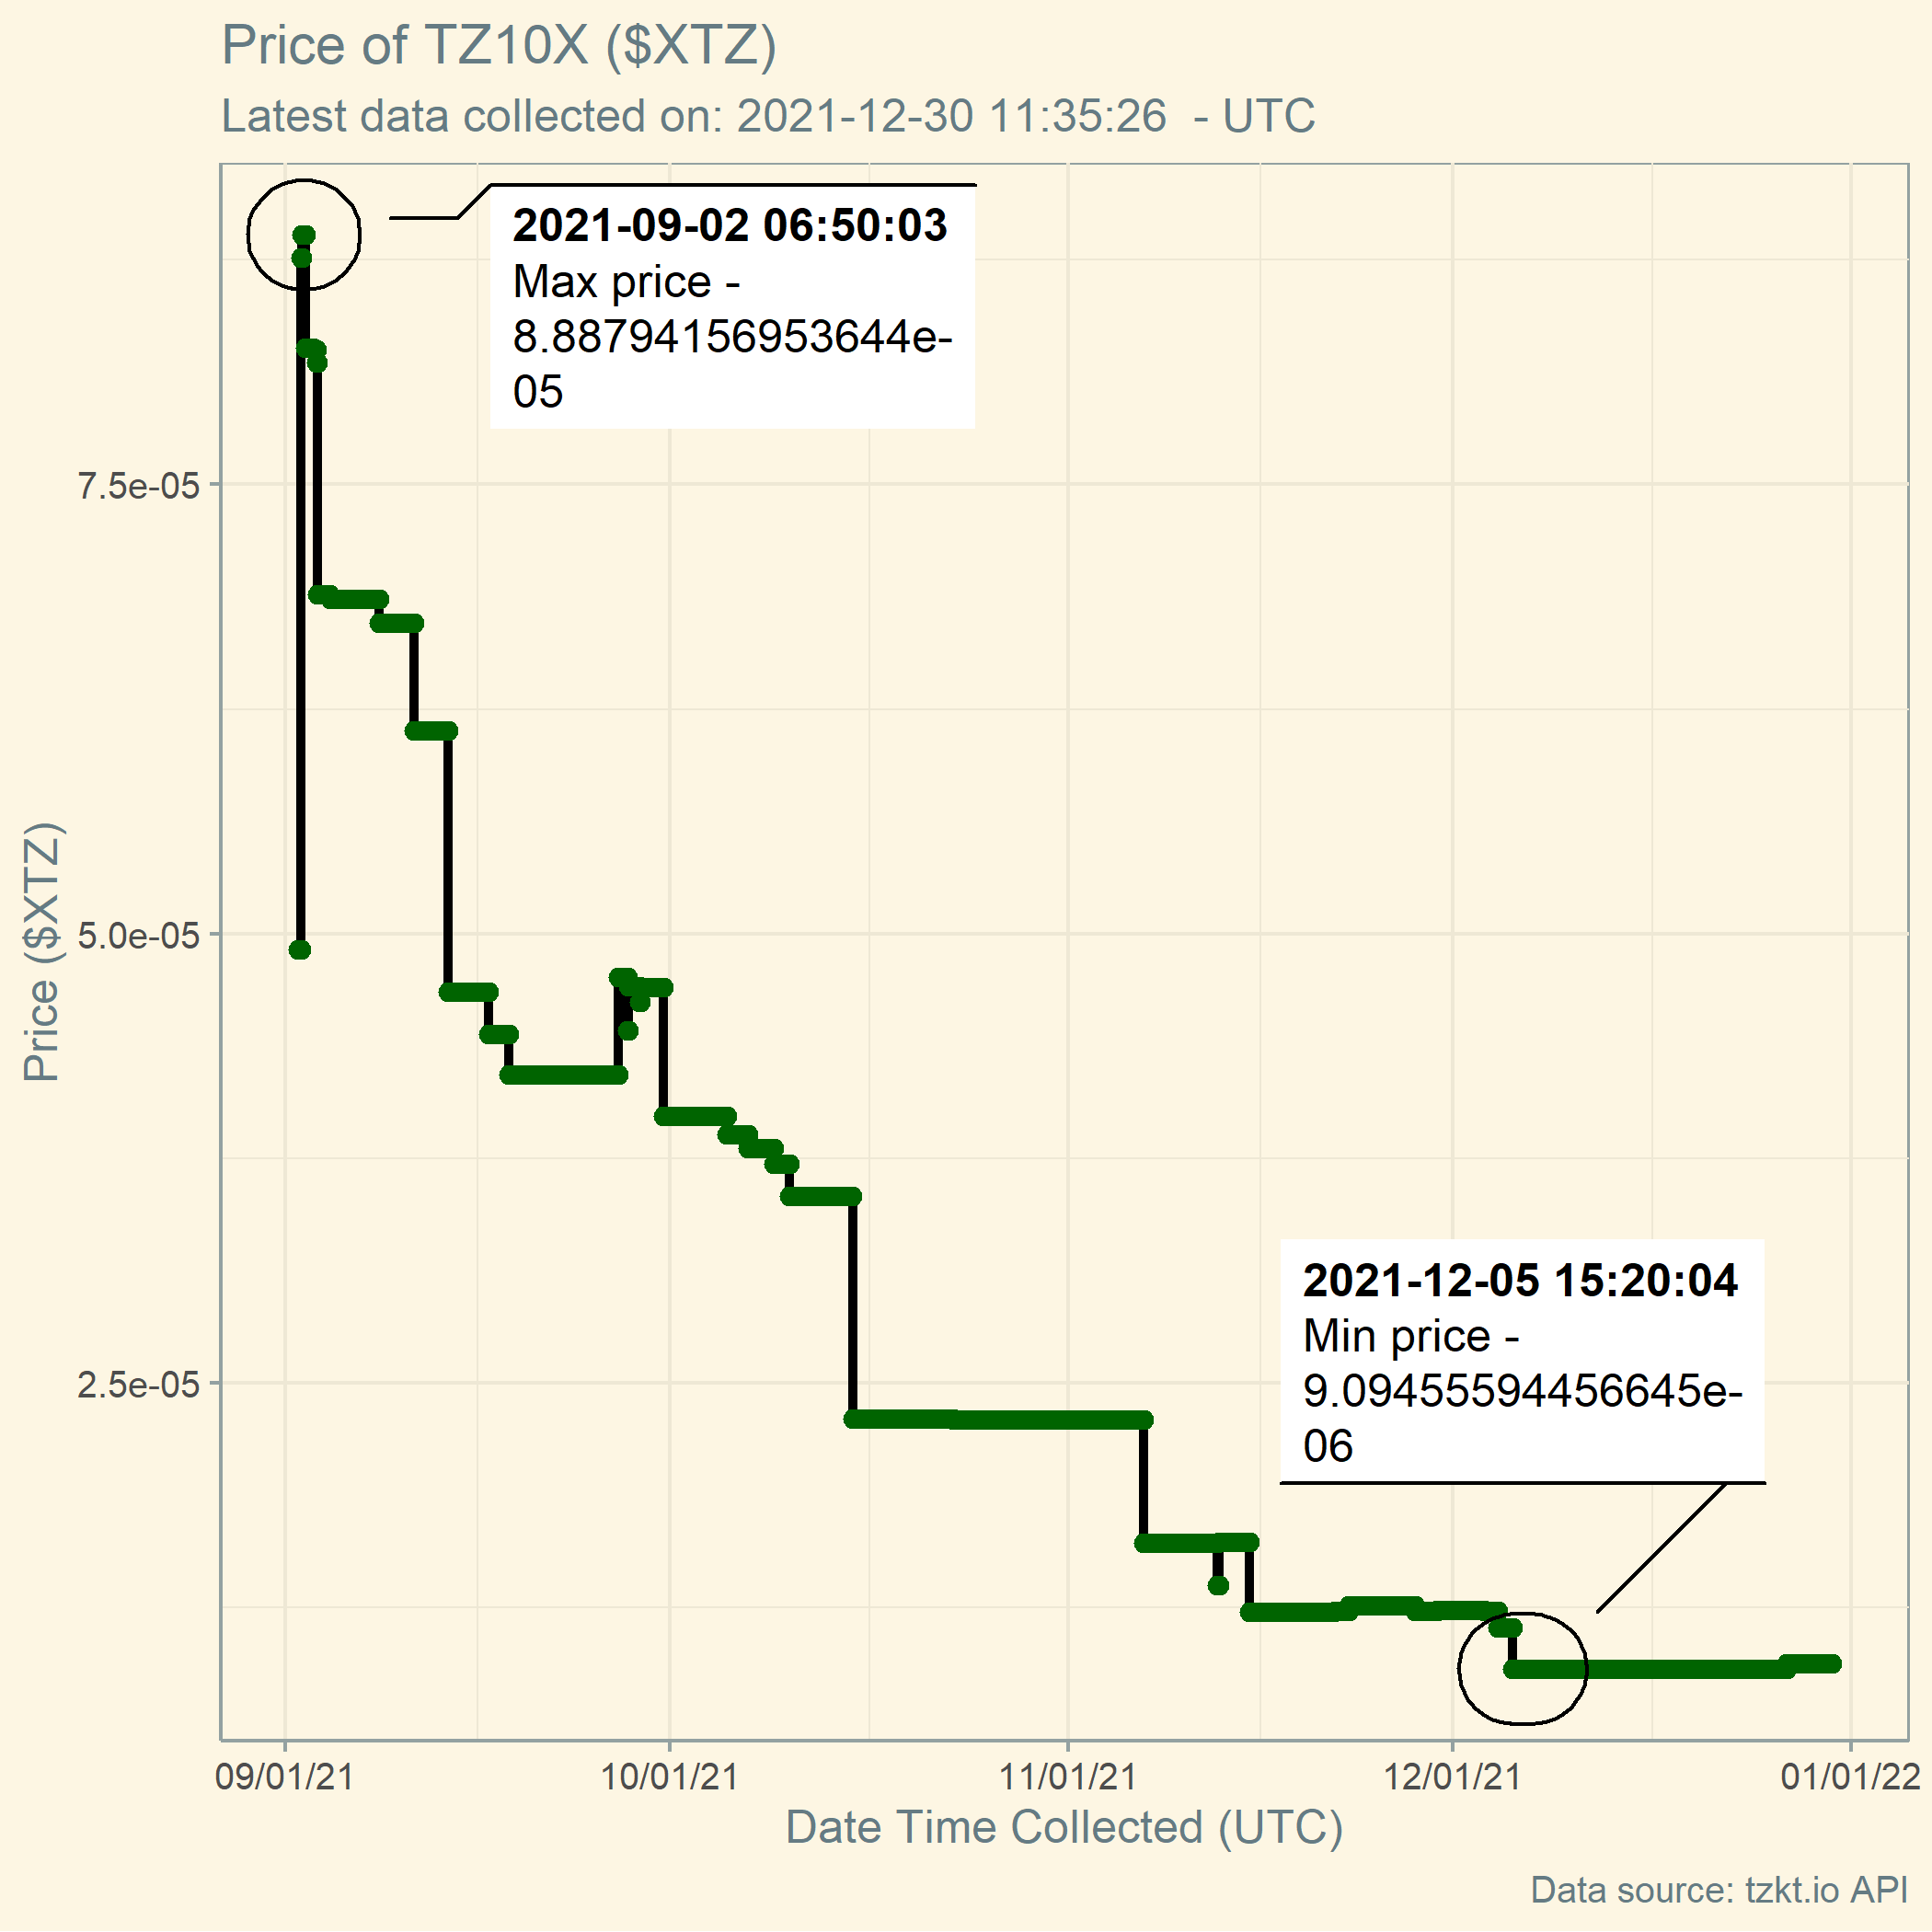 Price of TZ10X ($XTZ)
Latest data collected on: 2021-12-30 11:35:26  - UTC
2021-09-02 06:50:03
Max price -
8.88794156953644e-
05
7.5e-05
5.0e-05
2.5e-05
Price ($XTZ)
2021-12-05 15:20:04
Min price -
9.09455594456645e-
06
09/01/21
10/01/21
11/01/21
12/01/21
01/01/22
Date Time Collected (UTC)
Data source: tzkt.io API